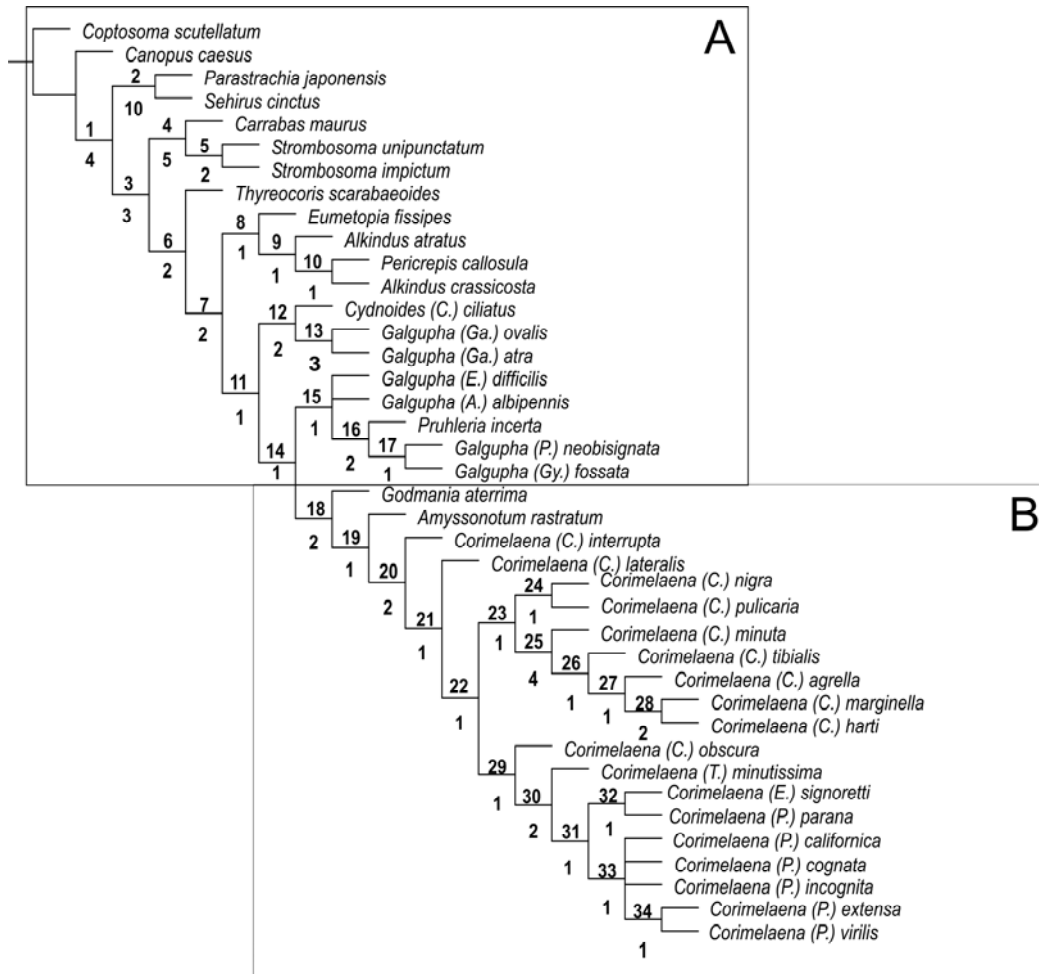 A
Coptosoma scutellatum
Canopus caesus
2 Parastrachia japonensis
10 Sehirus cinctus
1
4
4 Carrabas maurus
5 5 Strombosoma unipunctatum
2 Strombosoma impictum
3
3
Thyreocoris scarabaeoides
6
2
8 Eumetopia fissipes
1 9 Alkindus atratus
1 10 Pericrepis callosula
1 Alkindus crassicosta
7
2
12 Cydnoides (C.) ciliatus
2 13 Galgupha (Ga.) ovalis
3 Galgupha (Ga.) atra
11
1
15 Galgupha (E.) difficilis
1 Galgupha (A.) albipennis
16 Pruhleria incerta
2 17 Galgupha (P.) neobisignata
1 Galgupha (Gy.) fossata
14
1
B
18 Godmania aterrima
2
19 Amyssonotum rastratum
1
20 Corimelaena (C.) interrupta
2
21 Corimelaena (C.) lateralis
1
24 Corimelaena (C.) nigra
1 Corimelaena (C.) pulicaria
23
1
25 Corimelaena (C.) minuta
4
26 Corimelaena (C.) tibialis
1
27 Corimelaena (C.) agrella
1
28 Corimelaena (C.) marginella
2 Corimelaena (C.) harti
22
1
29 Corimelaena (C.) obscura
1
30 Corimelaena (T.) minutissima
2
32 Corimelaena (E.) signoretti
1 Corimelaena (P.) parana
31
1
Corimelaena (P.) californica
33 Corimelaena (P.) cognata
1 Corimelaena (P.) incognita
34 Corimelaena (P.) extensa
1 Corimelaena (P.) virilis